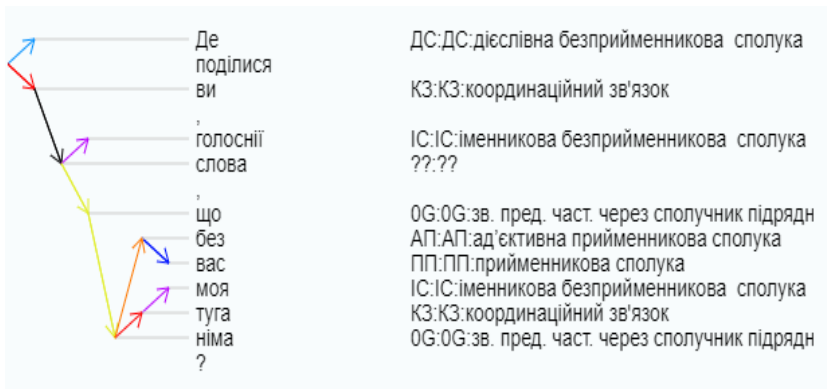 Де ДС:ДС:дієслівна безприйменникова сполука
поділися
ви КЗ:КЗ:координаційний зв'язок
,
голоснії ІС:ІС:іменникова безприйменникова сполука
слова ??:??
,
що 0G:0G:зв. пред. част. через сполучник підрядн
без АП:АП:ад’єктивна прийменникова сполука
вас ПП:ПП:прийменникова сполука
моя ІС:ІС:іменникова безприйменникова сполука
туга КЗ:КЗ:координаційний зв'язок
німа 0G:0G:зв. пред. част. через сполучник підрядн
?